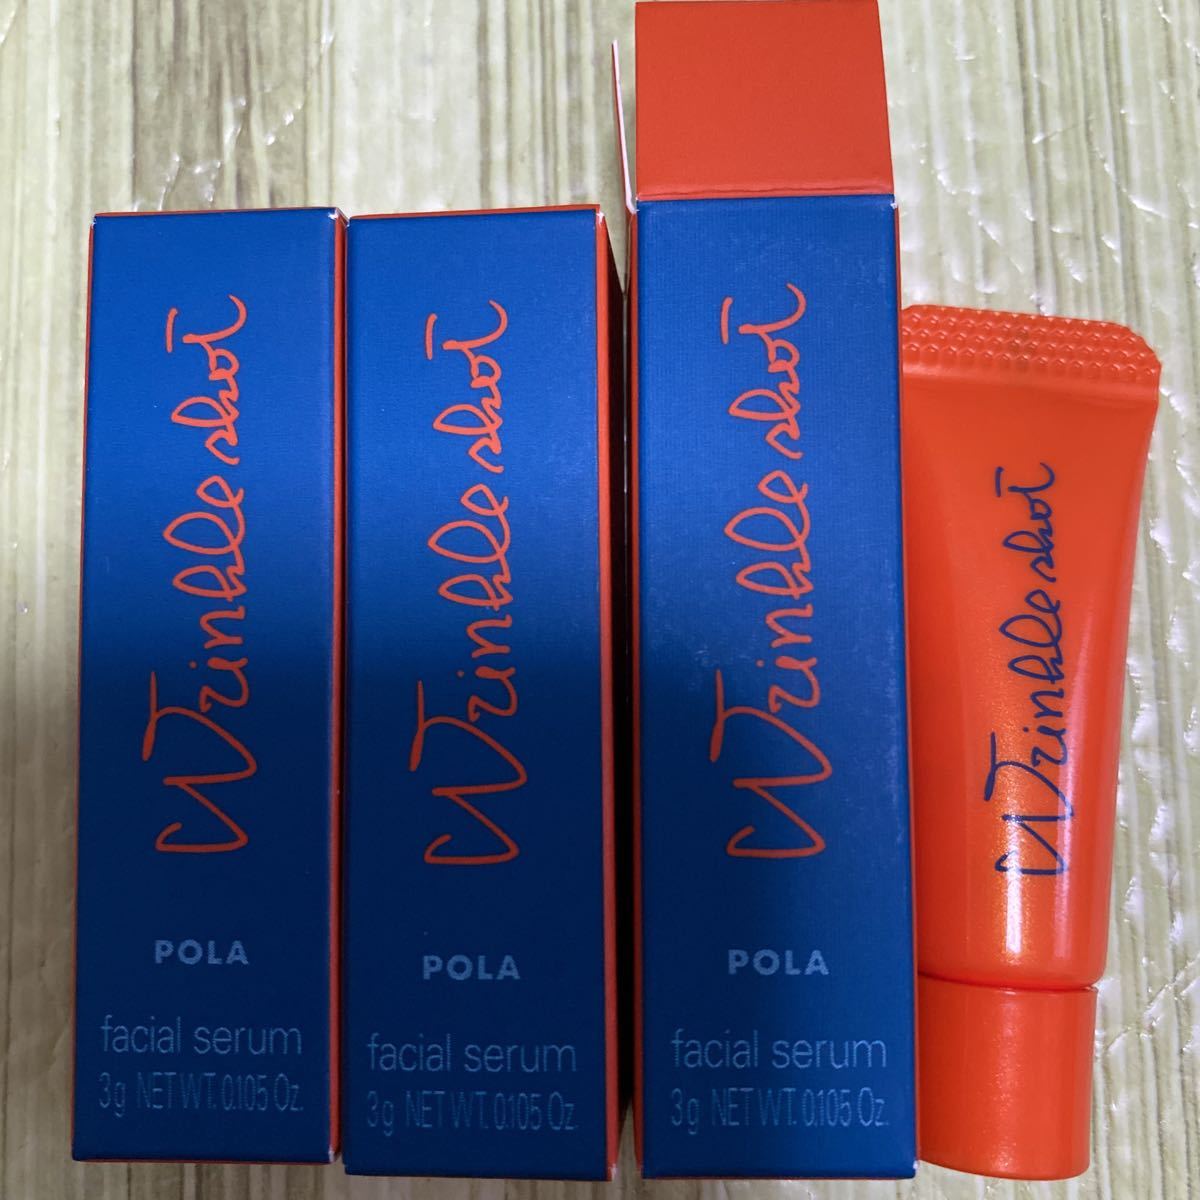 Wrinkle shot
POLA
facial serum
3g NET WT. 0.105 Oz.
Wrinkle shot
POLA
facial serum
3g NET WT. 0.105 Oz.
Wrinkle shot
POLA
facial serum
3g NET WT. 0.105 Oz.
Wrinkle shot